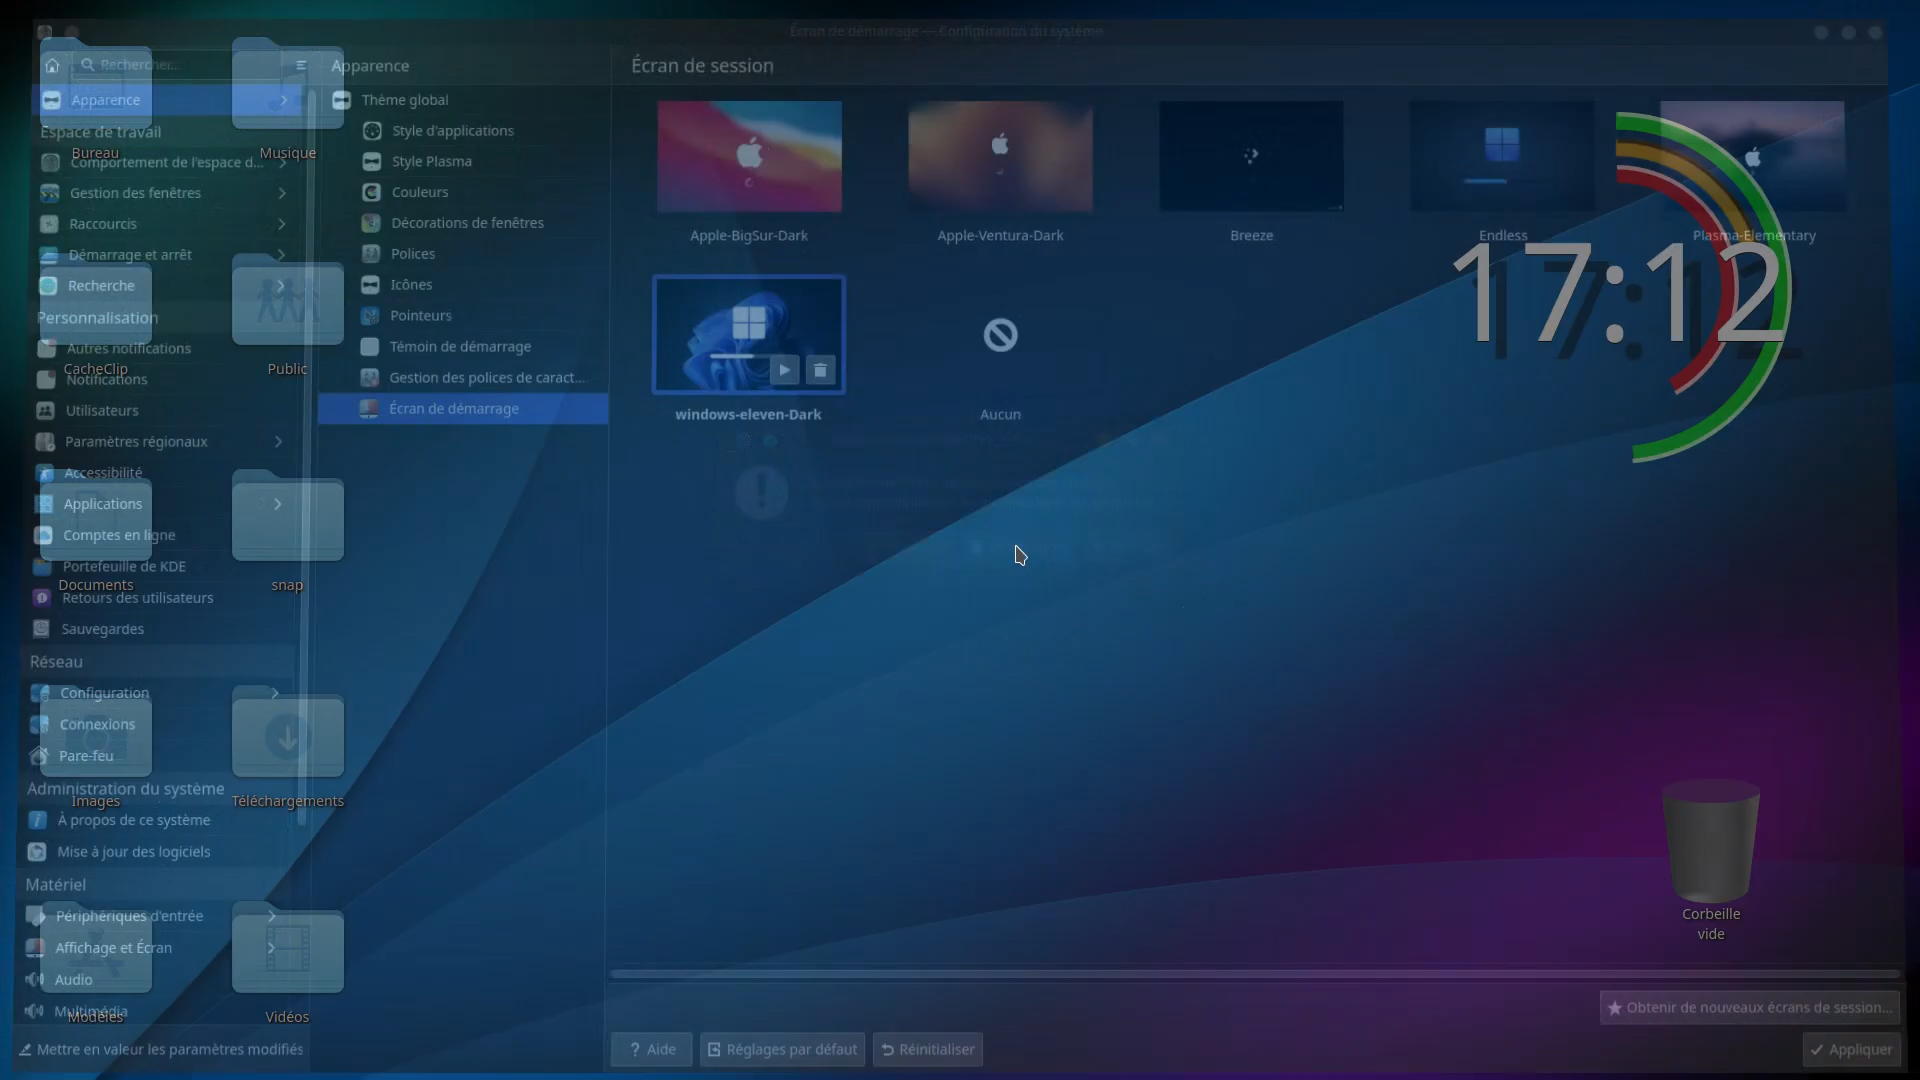 Écran de démarrage — Configuration du système
Rechercher...
Apparence
Espace de travail
Comportement de l'espace d...
Gestion des fenêtres
Raccourcis
Démarrage et arrêt
Recherche
Personnalisation
Autres notifications
Notifications
Utilisateurs
Paramètres régionaux
Accessibilité
Applications
Comptes en ligne
Portefeuille de KDE
Retours des utilisateurs
Sauvegardes
Réseau
Configuration
Connexions
Pare-feu
Administration du système
À propos de ce système
Mise à jour des logiciels
Matériel
Périphériques d'entrée
Affichage et Écran
Audio
Multimédia
Mettre en valeur les paramètres modifiés
Bureau
Musique
CacheClip
Public
Documents
snap
Images
Téléchargements
Modèles
Vidéos
Apparence
Thème global
Style d'applications
Style Plasma
Couleurs
Décorations de fenêtres
Polices
Icônes
Pointeurs
Témoin de démarrage
Gestion des polices de caract...
Écran de démarrage
Écran de session
Apple-BigSur-Dark
Apple-Ventura-Dark
Breeze
Endless
Plasma-Elementary
windows-eleven-Dark
Aucun
17:12
Corbeille
vide
Obtenir de nouveaux écrans de session...
Aide
Réglages par défaut
Réinitialiser
Appliquer